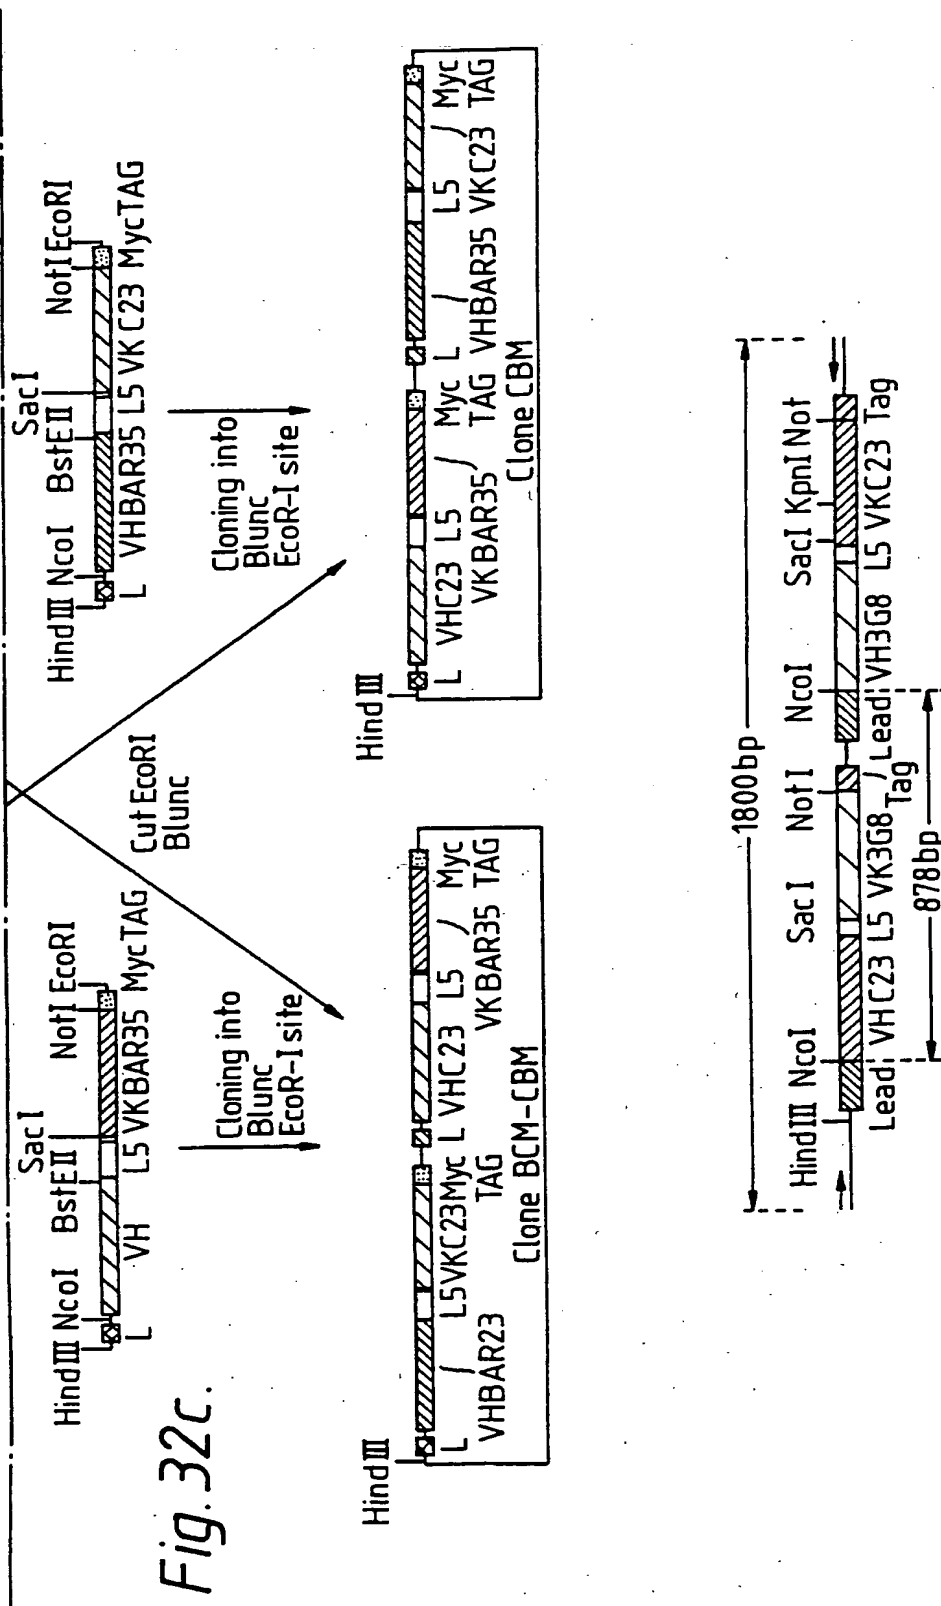 Fig. 32c.
HindIII NcoI BstEII SacI NotI EcoRI
L VH L5 VKBAR35 MycTAG
HindIII NcoI BstEII SacI NotI EcoRI
L VHBAR35 L5 VKC23 MycTAG
Cloning into
Blunc
EcoR-I site
Cut EcoRI
Blunc
Cloning into
Blunc
EcoR-I site
HindIII
L L5VKC23Myc L VHC23 L5 Myc
VHBAR23 TAG VKBAR35 TAG
Clone BCM-CBM
HindIII
L VHC23 L5 Myc L L5 Myc
VKBAR35 TAG VHBAR35 VKC23 TAG
Clone CBM
1800bp
HindIII NcoI SacI NotI NcoI SacI KpnI Not
Lead VHC23 L5 VK3G8 Tag Lead VH3G8 L5 VKC23 Tag
878bp